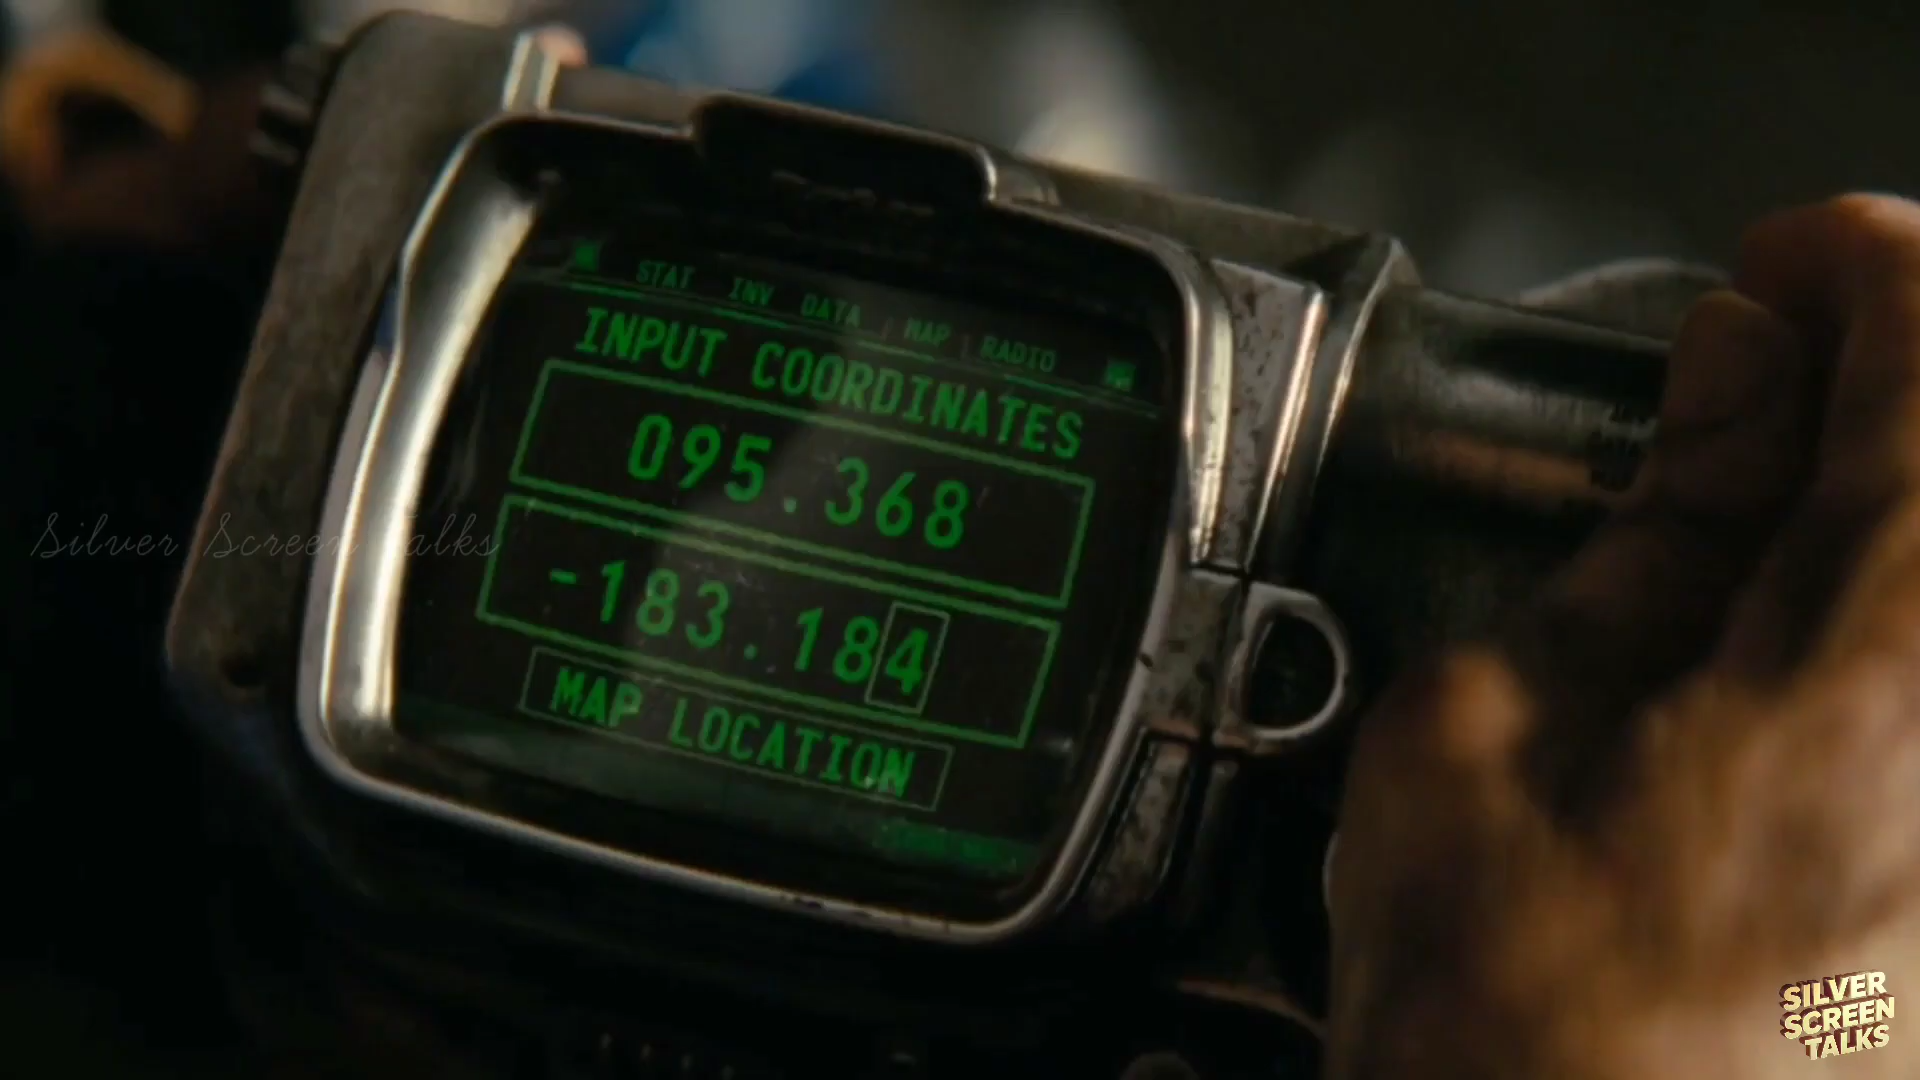 STAT INV DATA MAP RADIO
INPUT COORDINATES
095.368
-183.184
MAP LOCATION
Silver Screen Talks
SILVER
SCREEN
TALKS